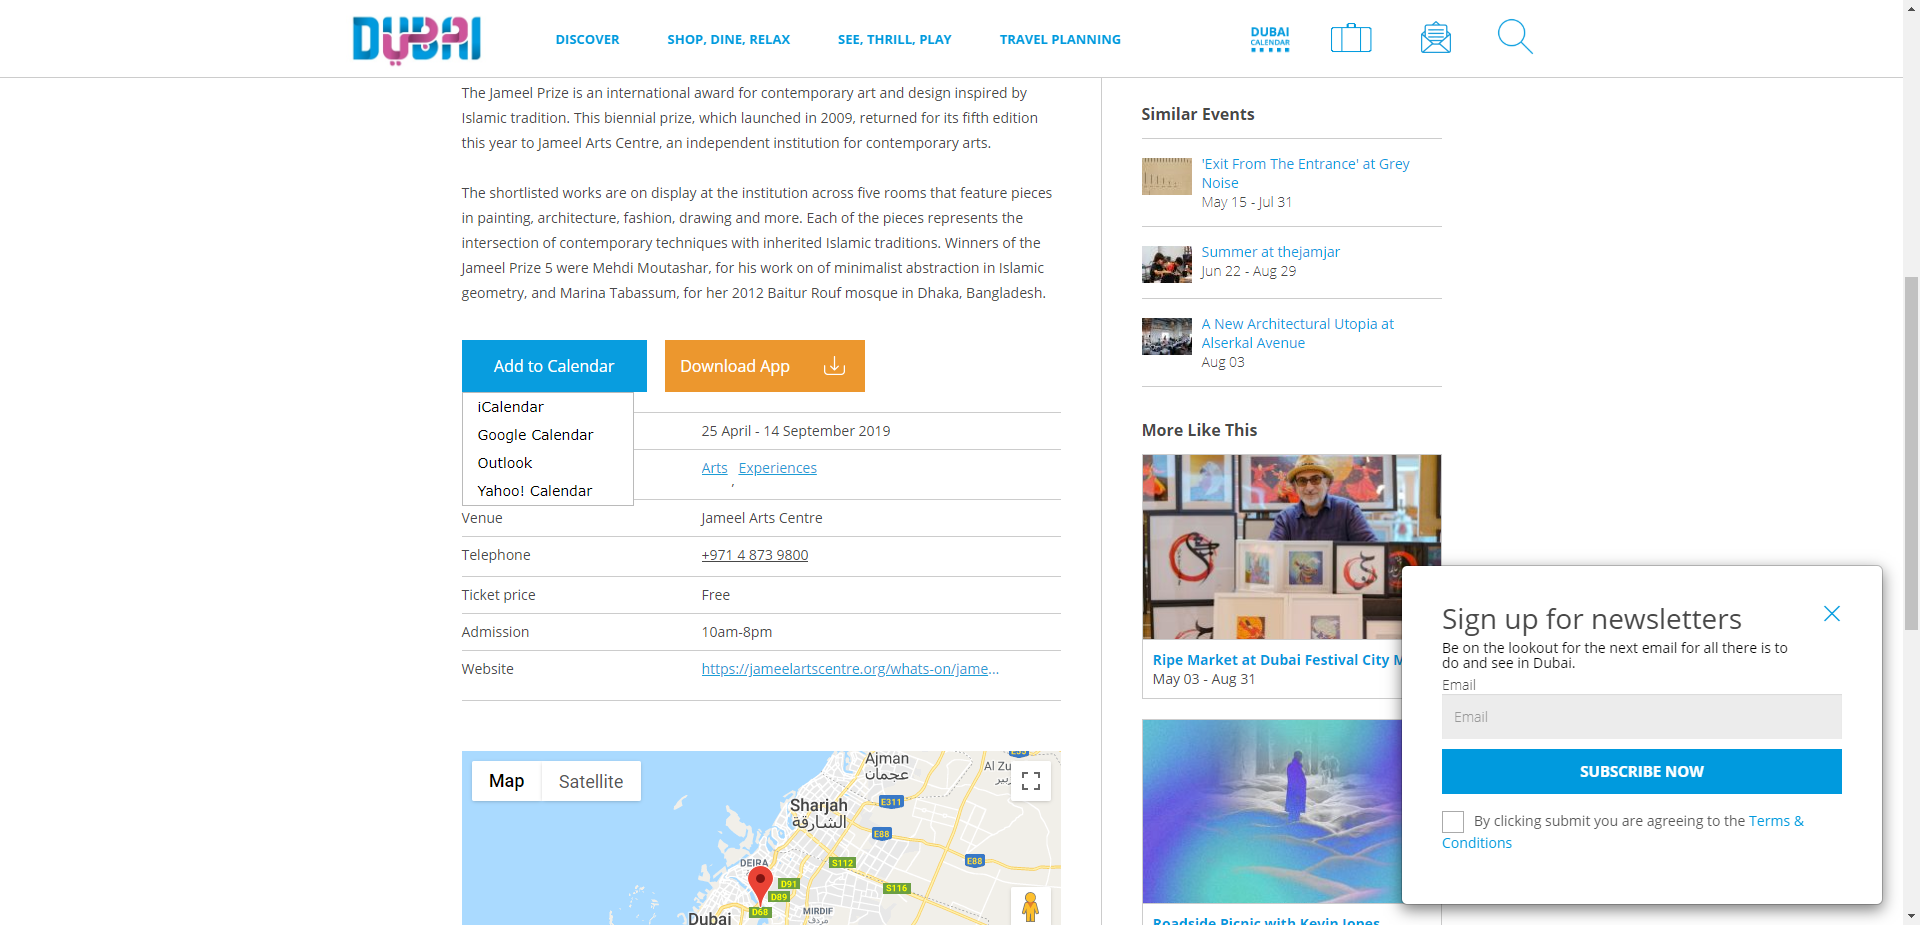 DUBAI
DISCOVER
SHOP, DINE, RELAX
SEE, THRILL, PLAY
TRAVEL PLANNING
DUBAI
CALENDAR
The Jameel Prize is an international award for contemporary art and design inspired by
Islamic tradition. This biennial prize, which launched in 2009, returned for its fifth edition
this year to Jameel Arts Centre, an independent institution for contemporary arts.
The shortlisted works are on display at the institution across five rooms that feature pieces
in painting, architecture, fashion, drawing and more. Each of the pieces represents the
intersection of contemporary techniques with inherited Islamic traditions. Winners of the
Jameel Prize 5 were Mehdi Moutashar, for his work on of minimalist abstraction in Islamic
geometry, and Marina Tabassum, for her 2012 Baitur Rouf mosque in Dhaka, Bangladesh.
Add to Calendar
Download App
iCalendar
Google Calendar
Outlook
Yahoo! Calendar
25 April - 14 September 2019
Arts Experiences
,
Venue Jameel Arts Centre
Telephone +971 4 873 9800
Ticket price Free
Admission 10am-8pm
Website https://jameelartscentre.org/whats-on/jame...
Map
Satellite
Ajman
عجمان
Al Zu
Sharjah
الشارقة
E311
E88
E88
DEIRA
S112
S116
D91
D89
D68
MIRDIF
مردف
Dubai
Similar Events
'Exit From The Entrance' at Grey
Noise
May 15 - Jul 31
Summer at thejamjar
Jun 22 - Aug 29
A New Architectural Utopia at
Alserkal Avenue
Aug 03
More Like This
Ripe Market at Dubai Festival City M
May 03 - Aug 31
Roadside Picnic with Kevin Jones
Sign up for newsletters
Be on the lookout for the next email for all there is to
do and see in Dubai.
Email
Email
SUBSCRIBE NOW
By clicking submit you are agreeing to the Terms &
Conditions